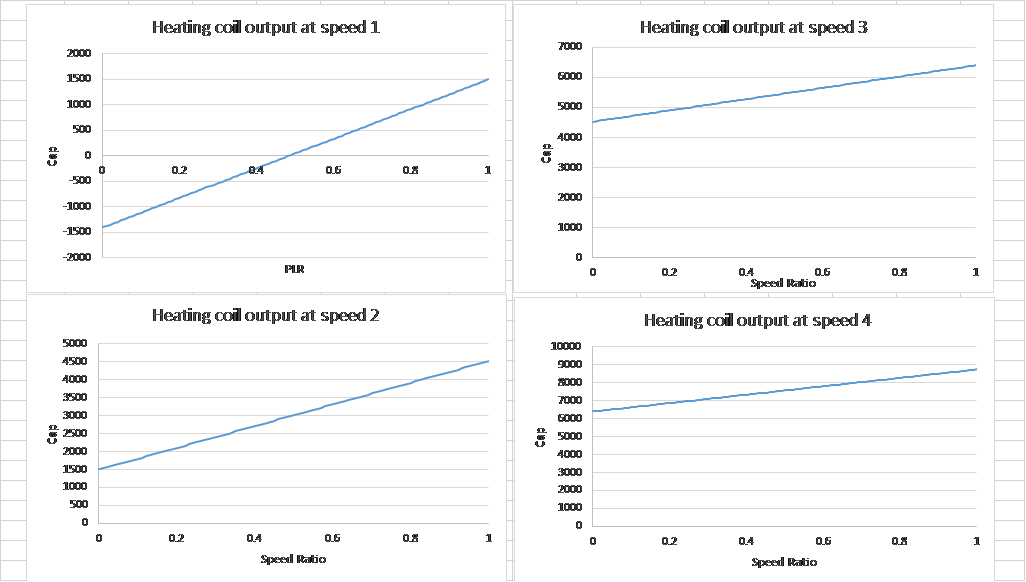 Heating coil output at speed 1
2000
1500
1000
500
0
-500
-1000
-1500
-2000
Cap
0 0.2 0.4 0.6 0.8 1
PLR
Heating coil output at speed 3
7000
6000
5000
4000
3000
2000
1000
0
Cap
0 0.2 0.4 0.6 0.8 1
Speed Ratio
Heating coil output at speed 2
5000
4500
4000
3500
3000
2500
2000
1500
1000
500
0
Cap
0 0.2 0.4 0.6 0.8 1
Speed Ratio
Heating coil output at speed 4
10000
9000
8000
7000
6000
5000
4000
3000
2000
1000
0
Cap
0 0.2 0.4 0.6 0.8 1
Speed Ratio